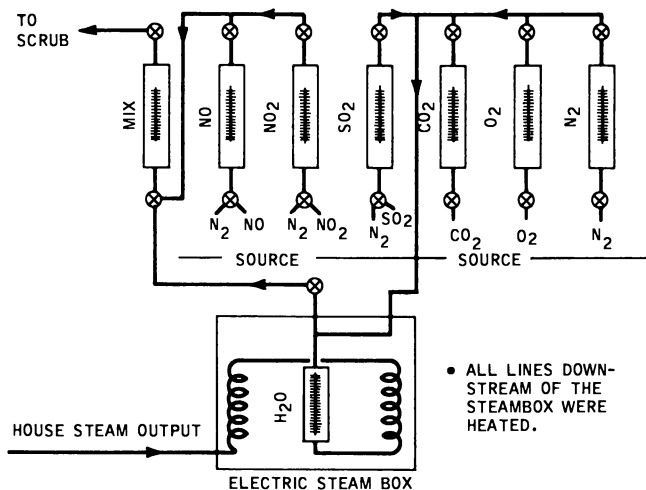 TO
SCRUB
MIX
NO
NO2
SO2
CO2
O2
N2
N2 NO
N2 NO2
N2 SO2
CO2
O2
N2
SOURCE
SOURCE
H2O
• ALL LINES DOWN-
STREAM OF THE
STEAMBOX WERE
HEATED.
HOUSE STEAM OUTPUT
ELECTRIC STEAM BOX